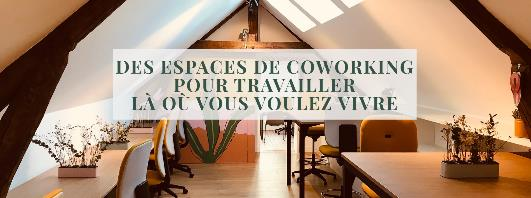 DES ESPACES DE COWORKING
POUR TRAVAILLER
LÀ OÙ VOUS VOULEZ VIVRE